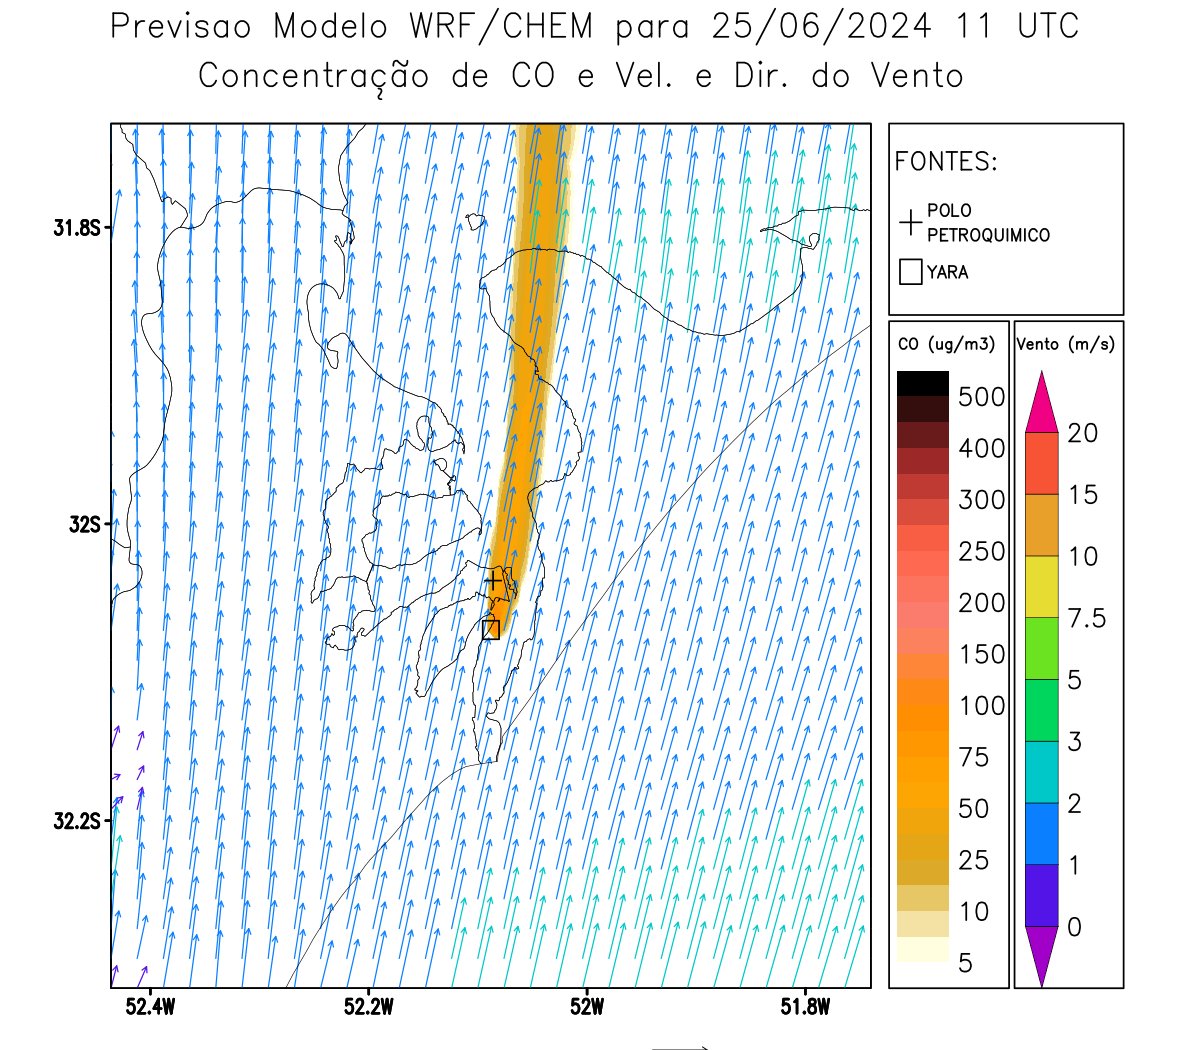 Previsao Modelo WRF/CHEM para 25/06/2024 11 UTC
Concentração de CO e Vel. e Dir. do Vento
FONTES:
POLO
PETROQUIMICO
YARA
CO (ug/m3)
500
400
300
250
200
150
100
75
50
25
10
5
Vento (m/s)
20
15
10
7.5
5
3
2
1
0
31.8S
32S
32.2S
52.4W
52.2W
52W
51.8W